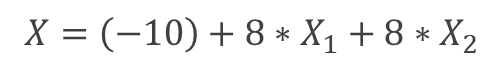 X = (−10) + 8 ∗ X₁ + 8 ∗ X₂